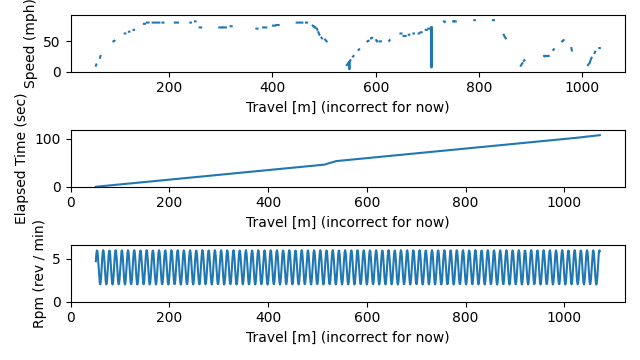 Speed (mph)
50
0
200 400 600 800 1000
Travel [m] (incorrect for now)
Elapsed Time (sec)
100
0
0 200 400 600 800 1000
Travel [m] (incorrect for now)
Rpm (rev / min)
5
0
0 200 400 600 800 1000
Travel [m] (incorrect for now)